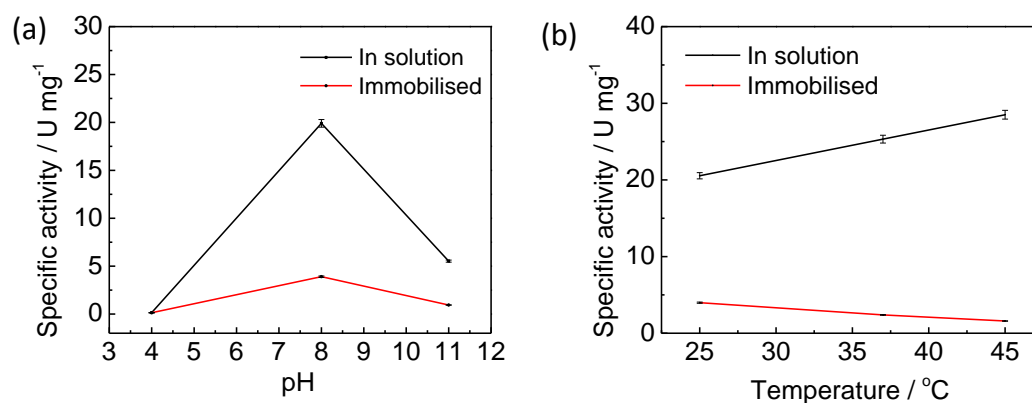 (a)
30
25
20
15
10
5
0
Specific activity / U mg-1
In solution
Immobilised
3 4 5 6 7 8 9 10 11 12
pH
(b)
40
30
20
10
0
Specific activity / U mg-1
In solution
Immobilised
25 30 35 40 45
Temperature / oC